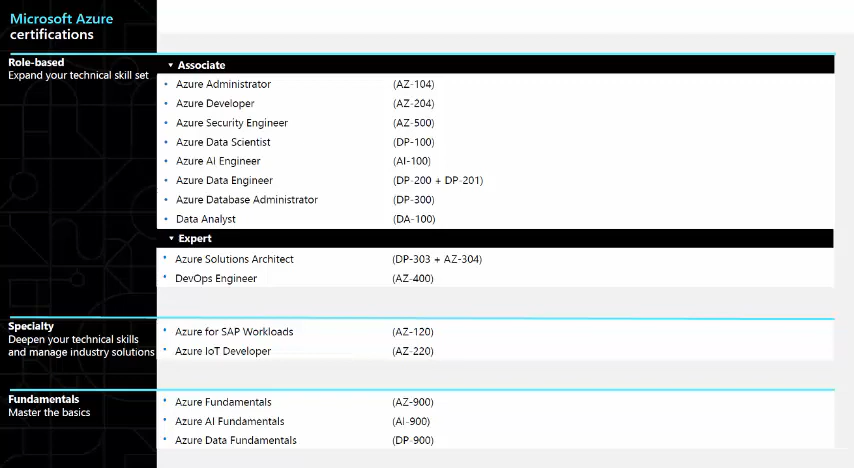 Microsoft Azure
certifications
Role-based
Expand your technical skill set
▼ Associate
• Azure Administrator (AZ-104)
• Azure Developer (AZ-204)
• Azure Security Engineer (AZ-500)
• Azure Data Scientist (DP-100)
• Azure AI Engineer (AI-100)
• Azure Data Engineer (DP-200 + DP-201)
• Azure Database Administrator (DP-300)
• Data Analyst (DA-100)
▼ Expert
• Azure Solutions Architect (DP-303 + AZ-304)
• DevOps Engineer (AZ-400)
Specialty
Deepen your technical skills
and manage industry solutions
• Azure for SAP Workloads (AZ-120)
• Azure IoT Developer (AZ-220)
Fundamentals
Master the basics
• Azure Fundamentals (AZ-900)
• Azure AI Fundamentals (AI-900)
• Azure Data Fundamentals (DP-900)